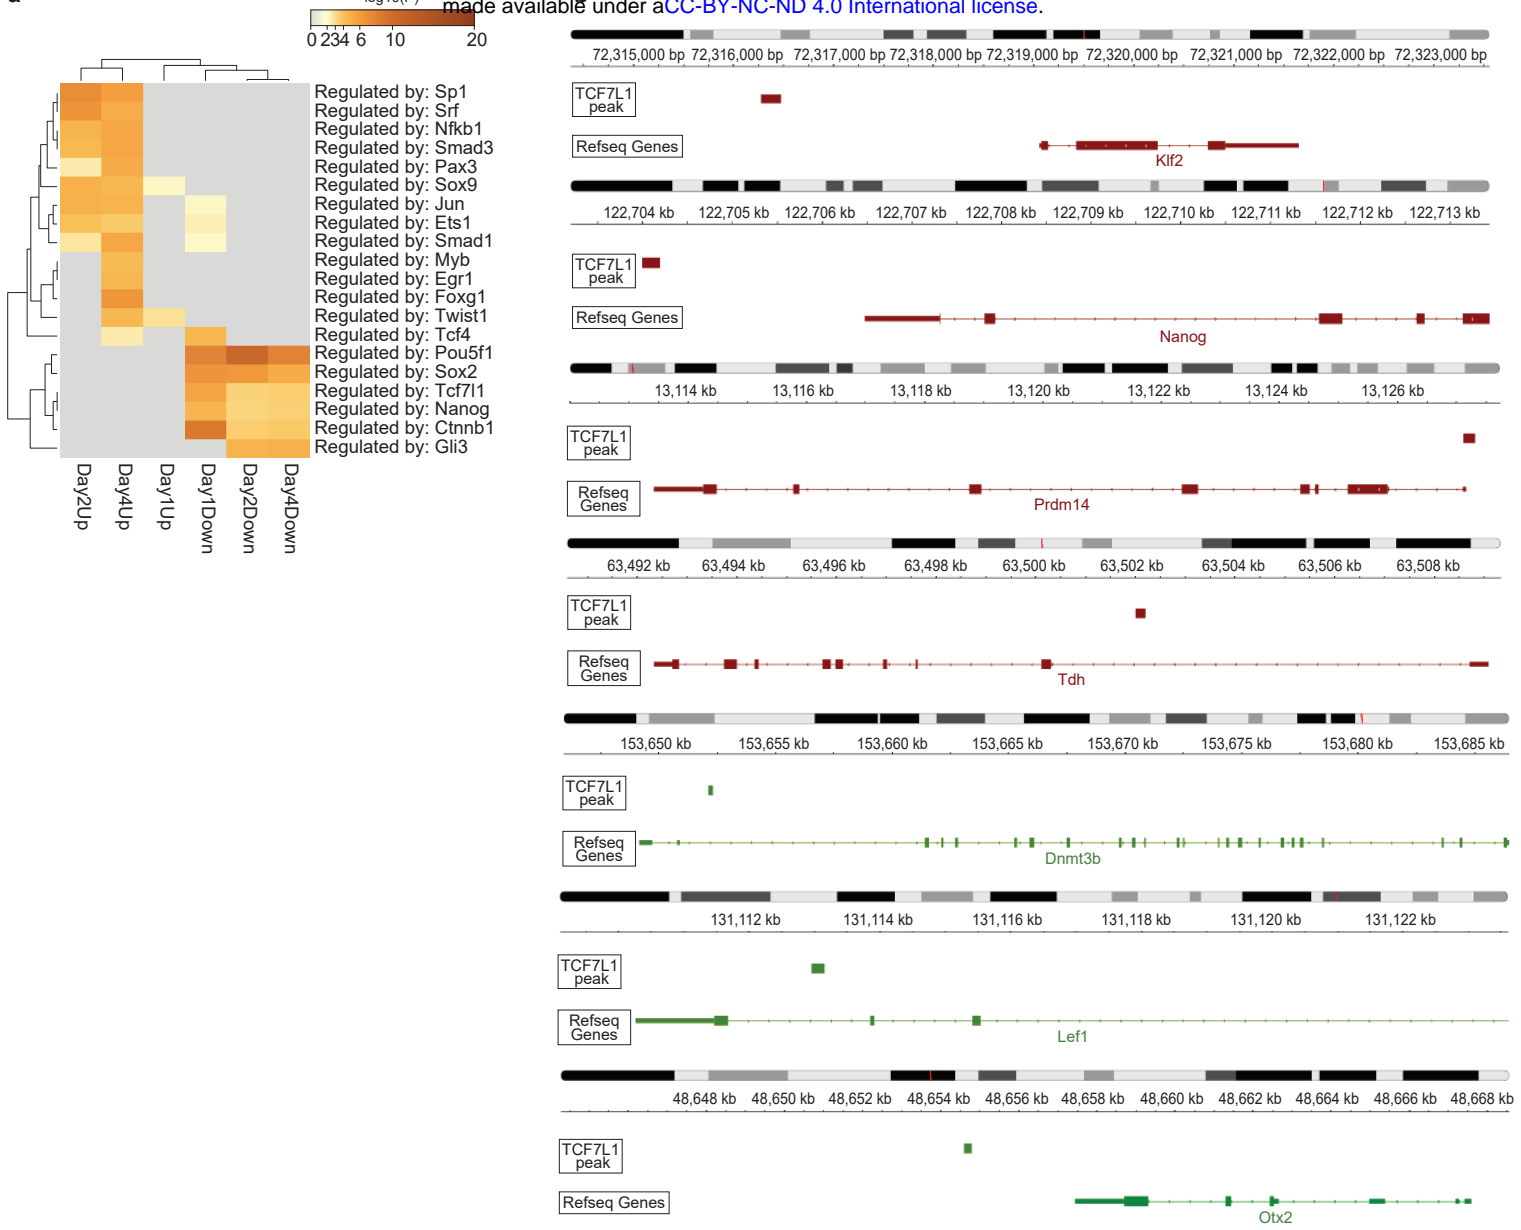 made available under aCC-BY-NC-ND 4.0 International license.
0 2 3 4 6 10 20
Regulated by: Sp1
Regulated by: Srf
Regulated by: Nfkb1
Regulated by: Smad3
Regulated by: Pax3
Regulated by: Sox9
Regulated by: Jun
Regulated by: Ets1
Regulated by: Smad1
Regulated by: Myb
Regulated by: Egr1
Regulated by: Foxg1
Regulated by: Twist1
Regulated by: Tcf4
Regulated by: Pou5f1
Regulated by: Sox2
Regulated by: Tcf7l1
Regulated by: Nanog
Regulated by: Ctnnb1
Regulated by: Gli3
Day2Up
Day4Up
Day1Up
Day1Down
Day2Down
Day4Down
72,315,000 bp 72,316,000 bp 72,317,000 bp 72,318,000 bp 72,319,000 bp 72,320,000 bp 72,321,000 bp 72,322,000 bp 72,323,000 bp
TCF7L1
peak
Refseq Genes
Klf2
122,704 kb 122,705 kb 122,706 kb 122,707 kb 122,708 kb 122,709 kb 122,710 kb 122,711 kb 122,712 kb 122,713 kb
TCF7L1
peak
Refseq Genes
Nanog
13,114 kb 13,116 kb 13,118 kb 13,120 kb 13,122 kb 13,124 kb 13,126 kb
TCF7L1
peak
Refseq
Genes
Prdm14
63,492 kb 63,494 kb 63,496 kb 63,498 kb 63,500 kb 63,502 kb 63,504 kb 63,506 kb 63,508 kb
TCF7L1
peak
Refseq
Genes
Tdh
153,650 kb 153,655 kb 153,660 kb 153,665 kb 153,670 kb 153,675 kb 153,680 kb 153,685 kb
TCF7L1
peak
Refseq
Genes
Dnmt3b
131,112 kb 131,114 kb 131,116 kb 131,118 kb 131,120 kb 131,122 kb
TCF7L1
peak
Refseq
Genes
Lef1
48,648 kb 48,650 kb 48,652 kb 48,654 kb 48,656 kb 48,658 kb 48,660 kb 48,662 kb 48,664 kb 48,666 kb 48,668 kb
TCF7L1
peak
Refseq Genes
Otx2